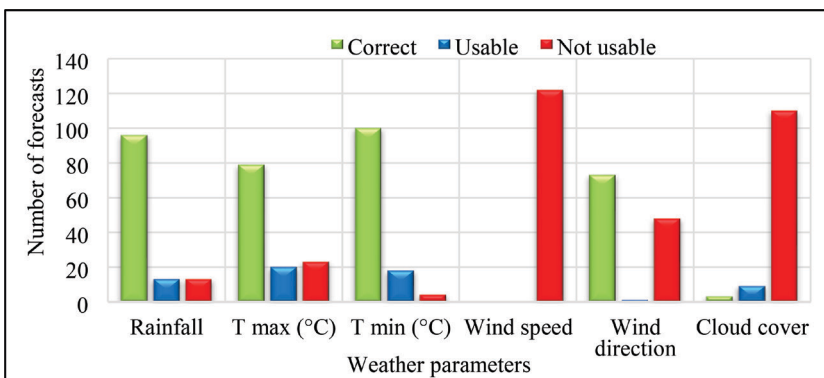 Correct Usable Not usable
140
120
100
80
60
40
20
0
Number of forecasts
Rainfall T max (°C) T min (°C) Wind speed Wind direction Cloud cover
Weather parameters